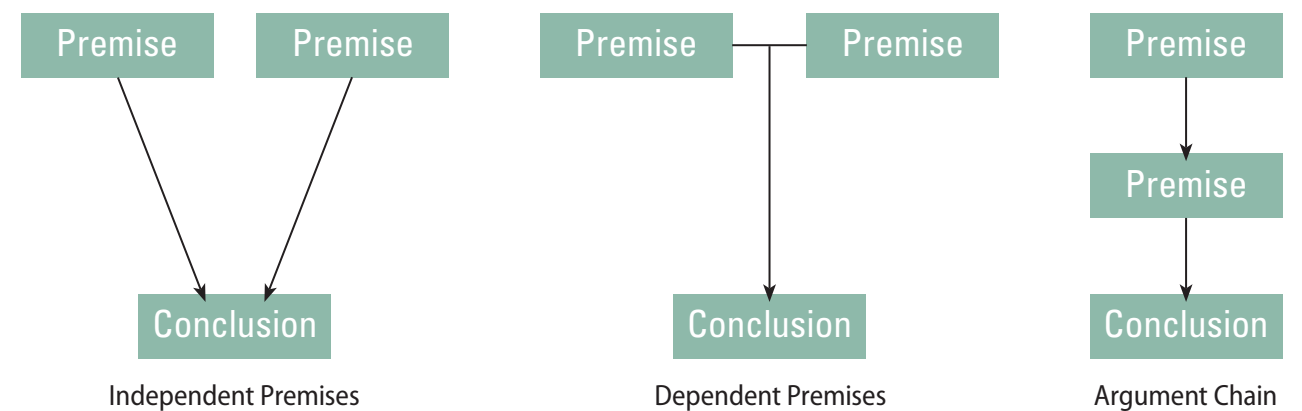 Premise Premise Premise Premise Premise
Premise
Conclusion Conclusion Conclusion
Independent Premises Dependent Premises Argument Chain